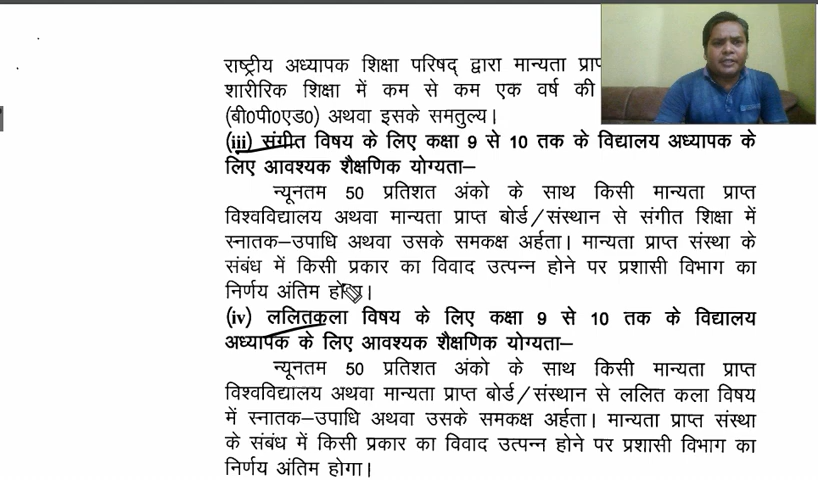 राष्ट्रीय अध्यापक शिक्षा परिषद् द्वारा मान्यता
शारीरिक शिक्षा में कम से कम एक वर्ष की
(बी0पी0एड0) अथवा इसके समतुल्य।
(iii) संगीत विषय के लिए कक्षा 9 से 10 तक के विद्यालय अध्यापक के
लिए आवश्यक शैक्षणिक योग्यता–
न्यूनतम 50 प्रतिशत अंको के साथ किसी मान्यता प्राप्त
विश्वविद्यालय अथवा मान्यता प्राप्त बोर्ड/संस्थान से संगीत शिक्षा में
स्नातक–उपाधि अथवा उसके समकक्ष अर्हता। मान्यता प्राप्त संस्था के
संबंध में किसी प्रकार का विवाद उत्पन्न होने पर प्रशासी विभाग का
निर्णय अंतिम होगा।
(iv) ललितकला विषय के लिए कक्षा 9 से 10 तक के विद्यालय
अध्यापक के लिए आवश्यक शैक्षणिक योग्यता–
न्यूनतम 50 प्रतिशत अंको के साथ किसी मान्यता प्राप्त
विश्वविद्यालय अथवा मान्यता प्राप्त बोर्ड/संस्थान से ललित कला विषय
में स्नातक–उपाधि अथवा उसके समकक्ष अर्हता। मान्यता प्राप्त संस्था
के संबंध में किसी प्रकार का विवाद उत्पन्न होने पर प्रशासी विभाग का
निर्णय अंतिम होगा।